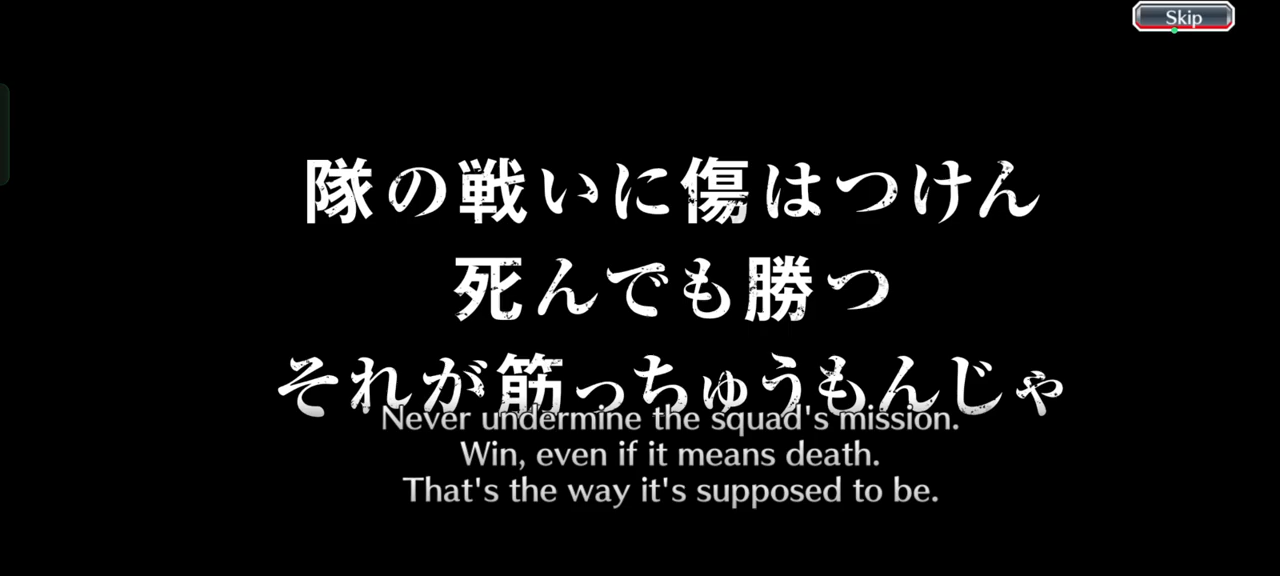 Skip
隊の戦いに傷はつけん
死んでも勝つ
それが筋っちゅうもんじゃ
Never undermine the squad's mission.
Win, even if it means death.
That's the way it's supposed to be.